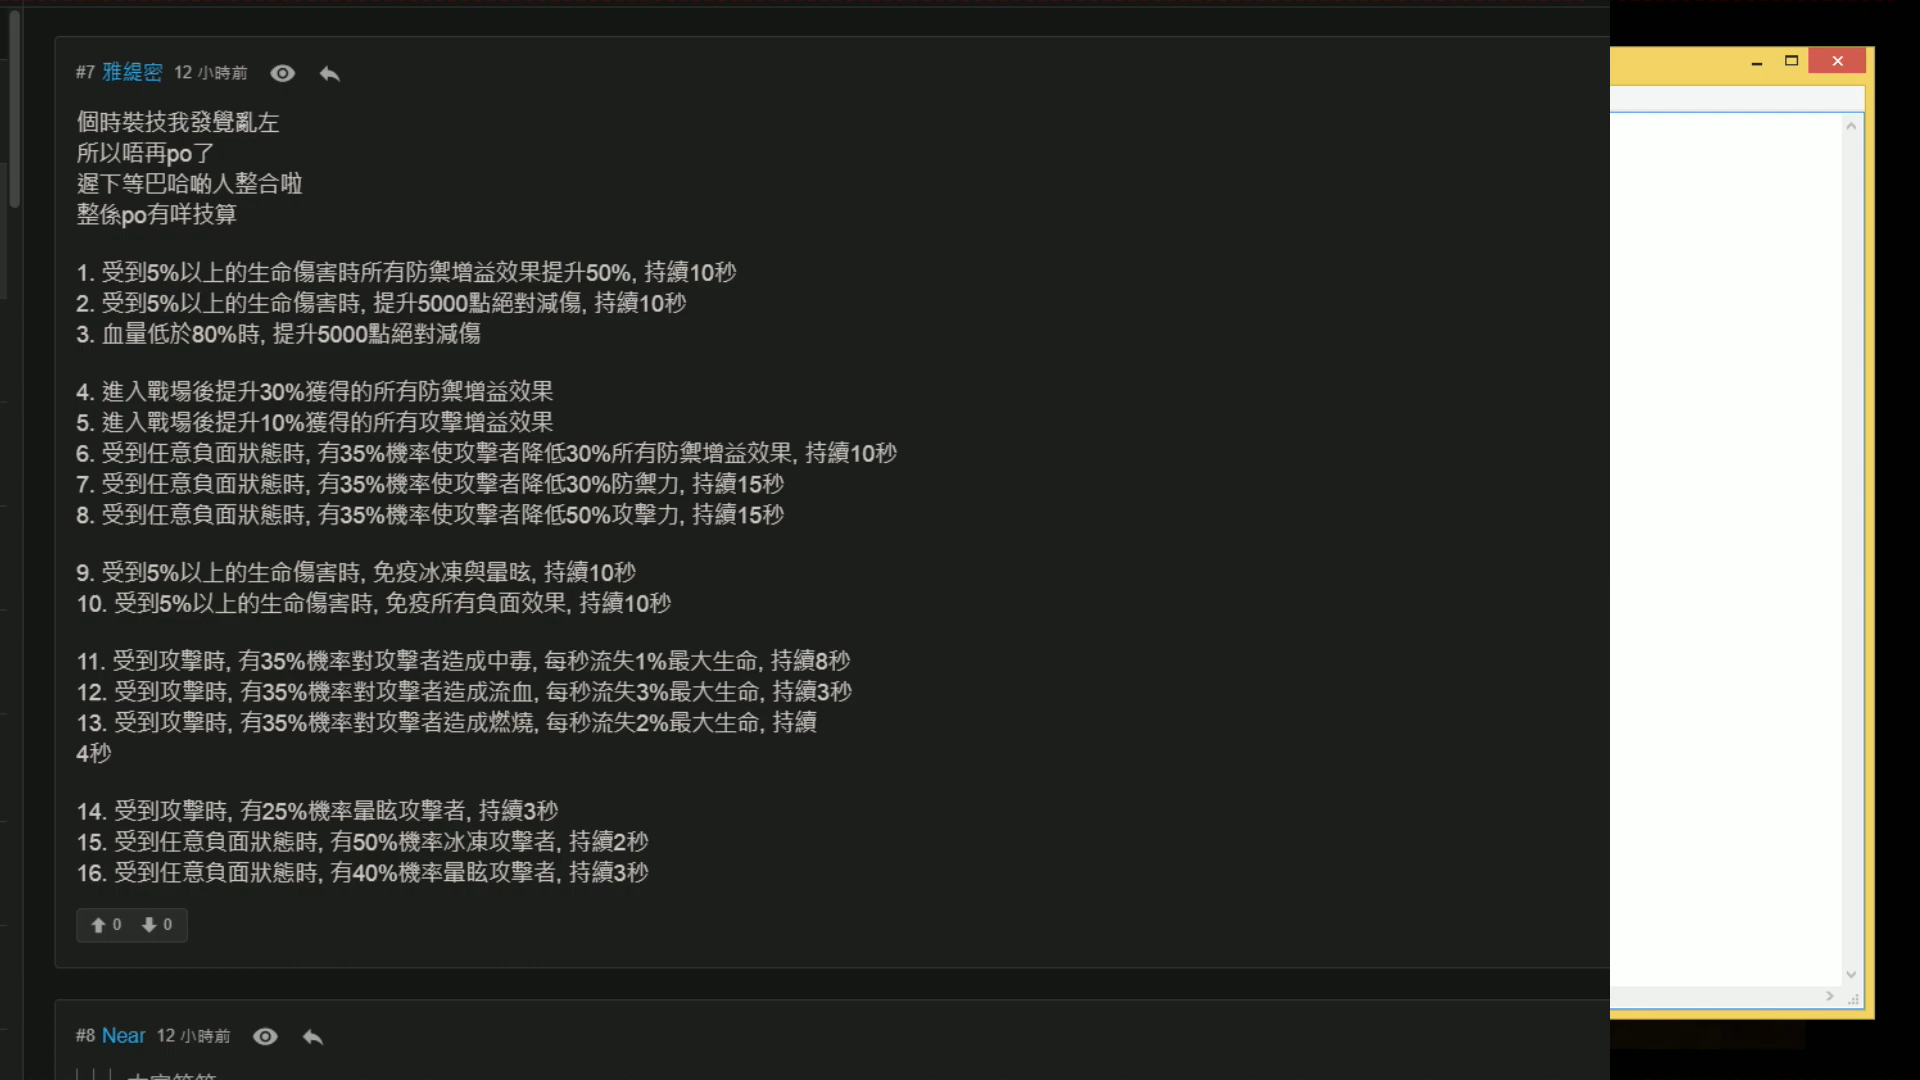 #7 雅緹密 12 小時前
個時裝技我發覺亂左
所以唔再po了
遲下等巴哈啲人整合啦
整係po有咩技算
1. 受到5%以上的生命傷害時所有防禦增益效果提升50%, 持續10秒
2. 受到5%以上的生命傷害時, 提升5000點絕對減傷, 持續10秒
3. 血量低於80%時, 提升5000點絕對減傷
4. 進入戰場後提升30%獲得的所有防禦增益效果
5. 進入戰場後提升10%獲得的所有攻擊增益效果
6. 受到任意負面狀態時, 有35%機率使攻擊者降低30%所有防禦增益效果, 持續10秒
7. 受到任意負面狀態時, 有35%機率使攻擊者降低30%防禦力, 持續15秒
8. 受到任意負面狀態時, 有35%機率使攻擊者降低50%攻擊力, 持續15秒
9. 受到5%以上的生命傷害時, 免疫冰凍與暈眩, 持續10秒
10. 受到5%以上的生命傷害時, 免疫所有負面效果, 持續10秒
11. 受到攻擊時, 有35%機率對攻擊者造成中毒, 每秒流失1%最大生命, 持續8秒
12. 受到攻擊時, 有35%機率對攻擊者造成流血, 每秒流失3%最大生命, 持續3秒
13. 受到攻擊時, 有35%機率對攻擊者造成燃燒, 每秒流失2%最大生命, 持續
4秒
14. 受到攻擊時, 有25%機率暈眩攻擊者, 持續3秒
15. 受到任意負面狀態時, 有50%機率冰凍攻擊者, 持續2秒
16. 受到任意負面狀態時, 有40%機率暈眩攻擊者, 持續3秒
0 0
#8 Near 12 小時前